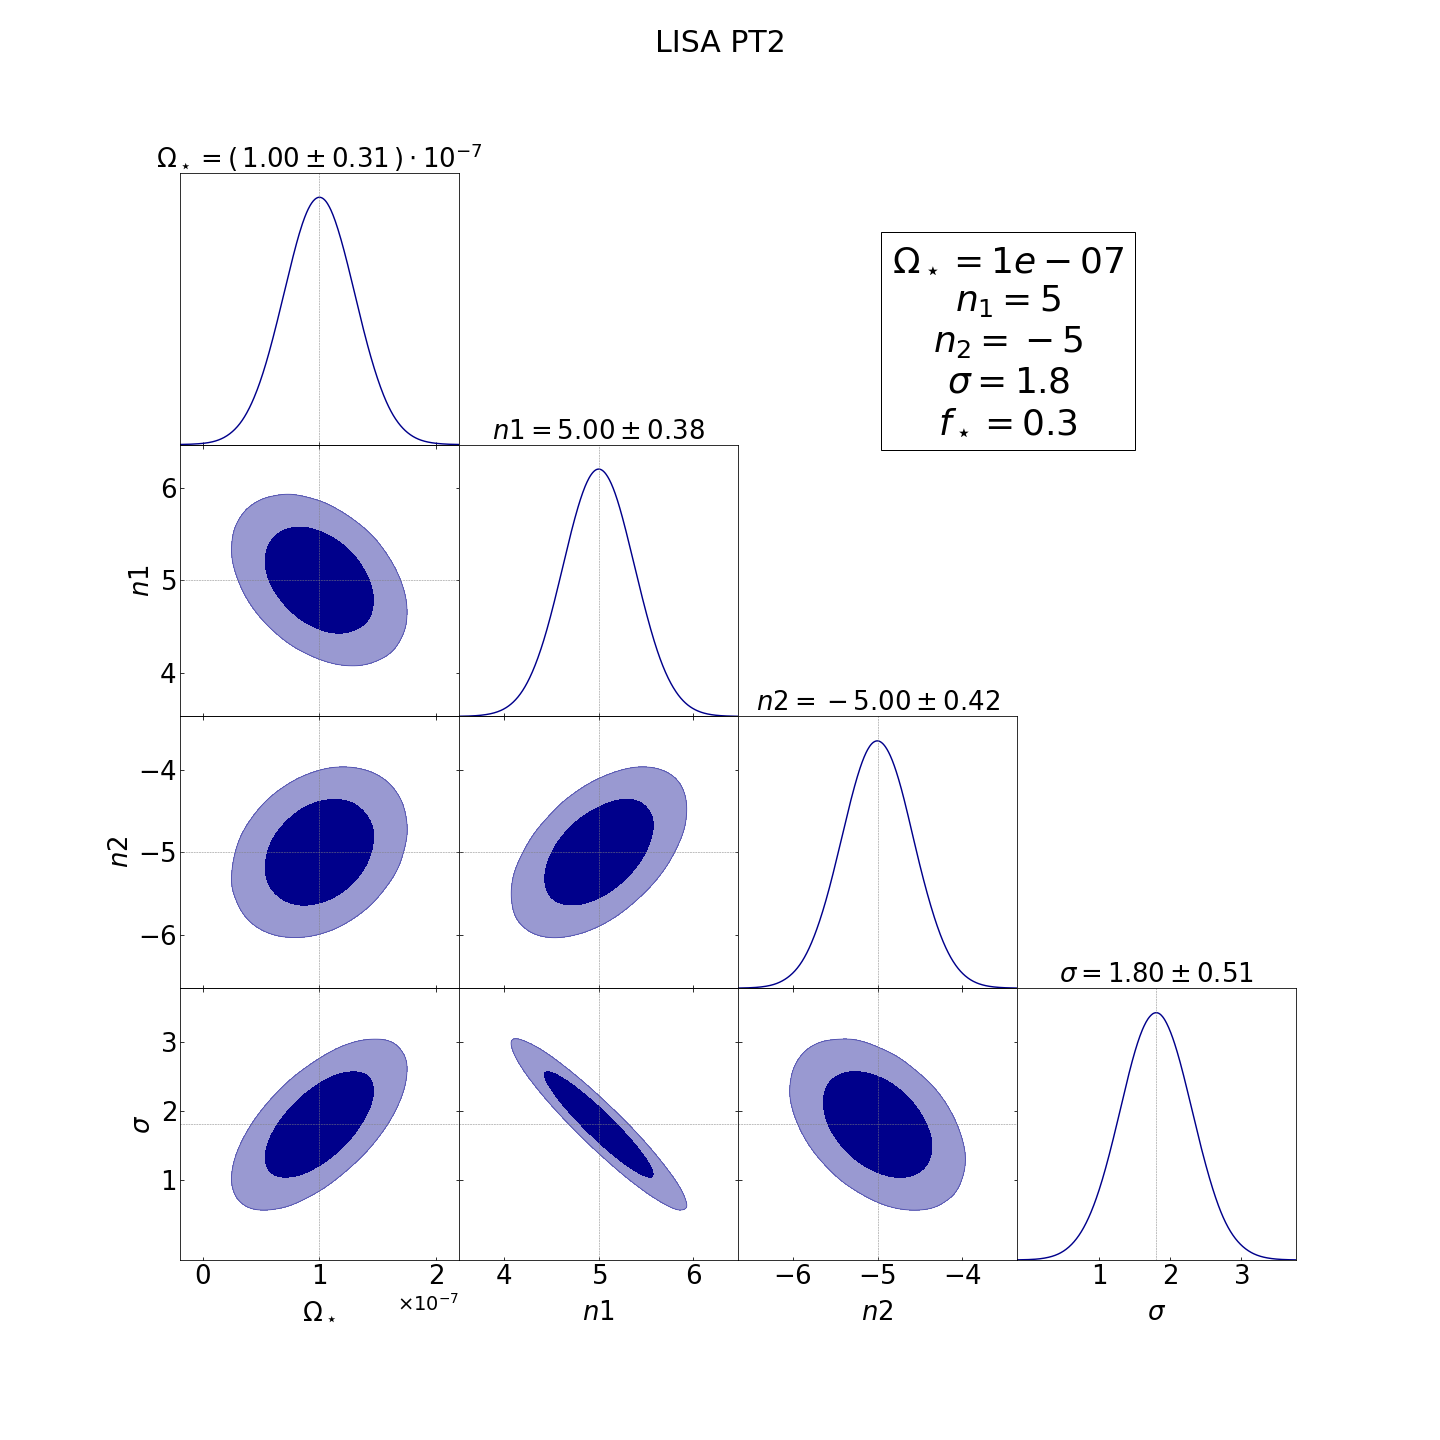 LISA PT2
Ω⋆ = (1.00 ± 0.31) · 10⁻⁷
Ω⋆ = 1e − 07
n₁ = 5
n₂ = −5
σ = 1.8
f⋆ = 0.3
n1 = 5.00 ± 0.38
6
5
4
n1
n2 = −5.00 ± 0.42
−4
−5
−6
n2
σ = 1.80 ± 0.51
3
2
1
σ
0 1 2 4 5 6 −6 −5 −4 1 2 3
×10⁻⁷
Ω⋆ n1 n2 σ